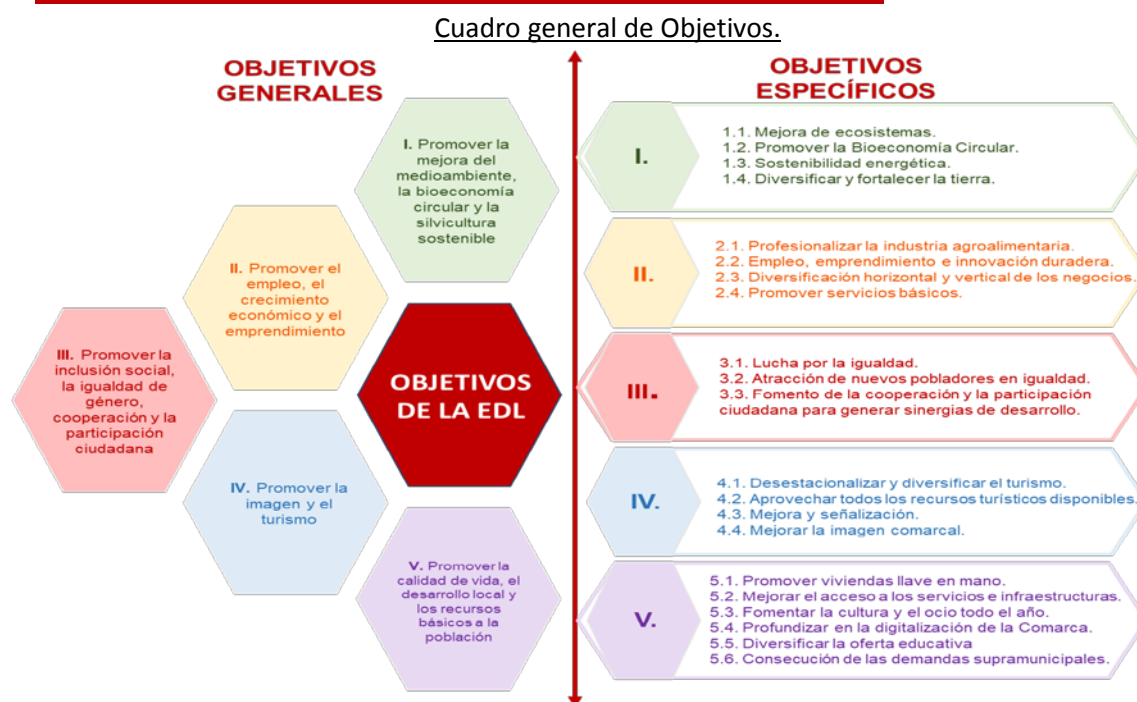 Cuadro general de Objetivos.
OBJETIVOS
GENERALES
I. Promover la
mejora del
medioambiente,
la bioeconomía
circular y la
silvicultura
sostenible
II. Promover el
empleo, el
crecimiento
económico y el
emprendimiento
III. Promover la
inclusión social,
la igualdad de
género,
cooperación y la
participación
ciudadana
OBJETIVOS
DE LA EDL
IV. Promover la
imagen y el
turismo
V. Promover la
calidad de vida, el
desarrollo local y
los recursos
básicos a la
población
OBJETIVOS
ESPECÍFICOS
I.
1.1. Mejora de ecosistemas.
1.2. Promover la Bioeconomía Circular.
1.3. Sostenibilidad energética.
1.4. Diversificar y fortalecer la tierra.
II.
2.1. Profesionalizar la industria agroalimentaria.
2.2. Empleo, emprendimiento e innovación duradera.
2.3. Diversificación horizontal y vertical de los negocios.
2.4. Promover servicios básicos.
III.
3.1. Lucha por la igualdad.
3.2. Atracción de nuevos pobladores en igualdad.
3.3. Fomento de la cooperación y la participación
ciudadana para generar sinergias de desarrollo.
IV.
4.1. Desestacionalizar y diversificar el turismo.
4.2. Aprovechar todos los recursos turísticos disponibles.
4.3. Mejora y señalización.
4.4. Mejorar la imagen comarcal.
V.
5.1. Promover viviendas llave en mano.
5.2. Mejorar el acceso a los servicios e infraestructuras.
5.3. Fomentar la cultura y el ocio todo el año.
5.4. Profundizar en la digitalización de la Comarca.
5.5. Diversificar la oferta educativa
5.6. Consecución de las demandas supramunicipales.